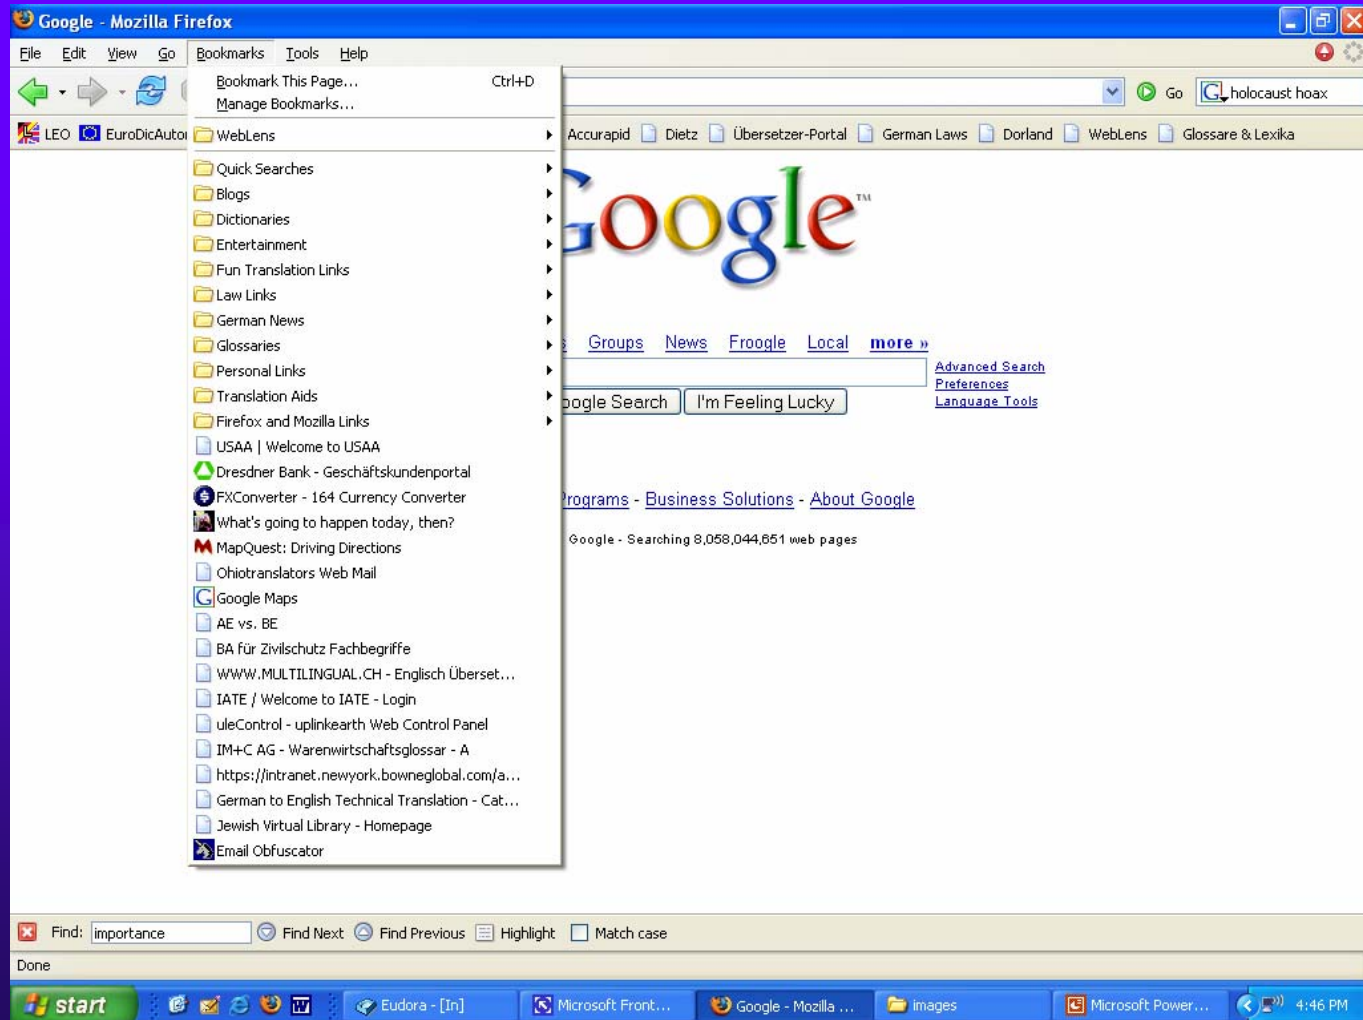 Google - Mozilla Firefox
File Edit View Go Bookmarks Tools Help
Go holocaust hoax
LEO EuroDicAuto Accurapid Dietz Übersetzer-Portal German Laws Dorland WebLens Glossare & Lexika
Bookmark This Page... Ctrl+D
Manage Bookmarks...
WebLens
Quick Searches
Blogs
Dictionaries
Entertainment
Fun Translation Links
Law Links
German News
Glossaries
Personal Links
Translation Aids
Firefox and Mozilla Links
USAA | Welcome to USAA
Dresdner Bank - Geschäftskundenportal
FXConverter - 164 Currency Converter
What's going to happen today, then?
MapQuest: Driving Directions
Ohiotranslators Web Mail
Google Maps
AE vs. BE
BA für Zivilschutz Fachbegriffe
WWW.MULTILINGUAL.CH - Englisch Überset...
IATE / Welcome to IATE - Login
uleControl - uplinkearth Web Control Panel
IM+C AG - Warenwirtschaftsglossar - A
https://intranet.newyork.bowneglobal.com/a...
German to English Technical Translation - Cat...
Jewish Virtual Library - Homepage
Email Obfuscator
Google™
s Groups News Froogle Local more »
Advanced Search
Preferences
Language Tools
oogle Search I'm Feeling Lucky
Programs - Business Solutions - About Google
Google - Searching 8,058,044,651 web pages
Find: importance Find Next Find Previous Highlight Match case
Done
start Eudora - [In] Microsoft Front... Google - Mozilla ... images Microsoft Power... 4:46 PM